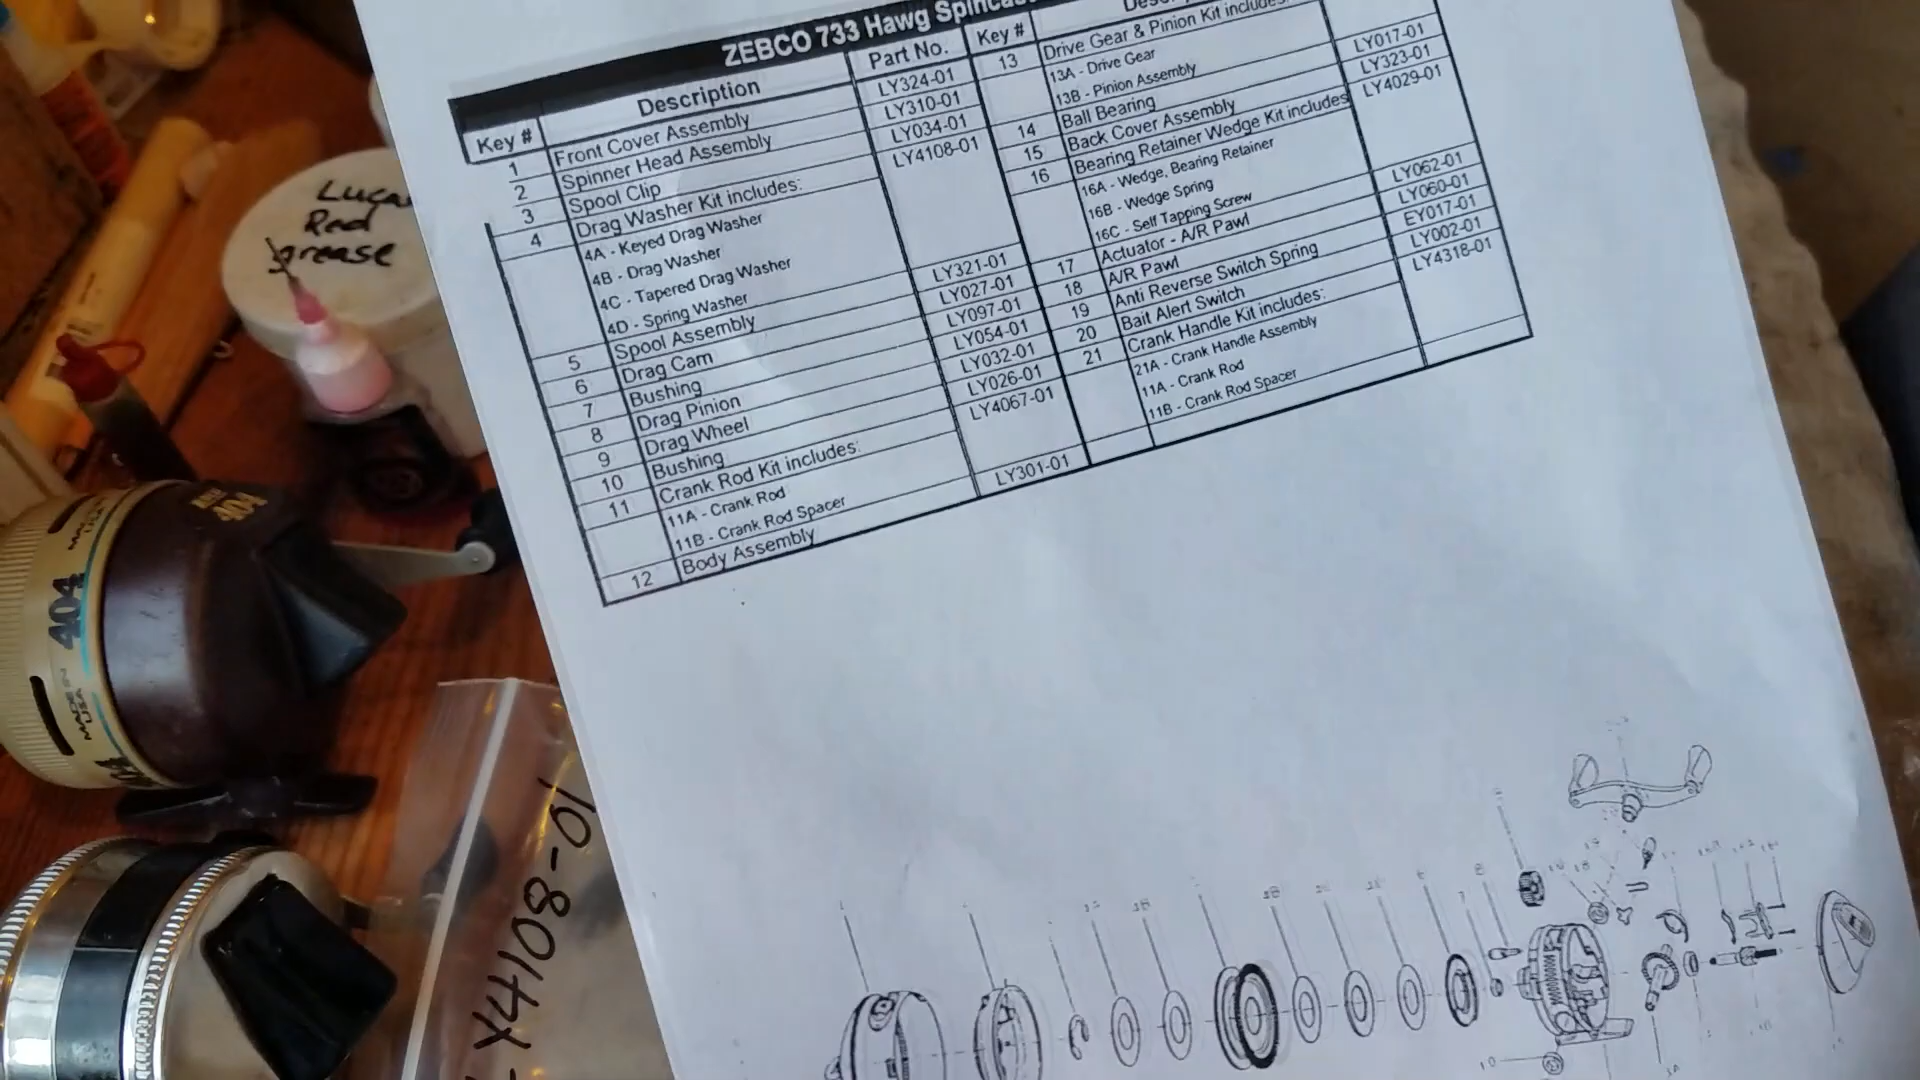 ZEBCO 733 Hawg Spincas
Key # Description Part No.
1 Front Cover Assembly LY324-01
2 Spinner Head Assembly LY310-01
3 Spool Clip LY034-01
4 Drag Washer Kit includes: LY4108-01
4A - Keyed Drag Washer
4B - Drag Washer
4C - Tapered Drag Washer
4D - Spring Washer
5 Spool Assembly LY321-01
6 Drag Cam LY027-01
7 Bushing LY097-01
8 Drag Pinion LY054-01
9 Drag Wheel LY032-01
10 Bushing LY026-01
11 Crank Rod Kit includes: LY4067-01
11A - Crank Rod
11B - Crank Rod Spacer
12 Body Assembly LY301-01
Key #
13 Drive Gear & Pinion Kit includes:
13A - Drive Gear
13B - Pinion Assembly
14 Ball Bearing LY017-01
15 Back Cover Assembly LY323-01
16 Bearing Retainer Wedge Kit includes LY4029-01
16A - Wedge, Bearing Retainer
16B - Wedge Spring
16C - Self Tapping Screw
17 Actuator - A/R Pawl LY062-01
18 A/R Pawl LY060-01
19 Anti Reverse Switch Spring EY017-01
20 Bait Alert Switch LY002-01
21 Crank Handle Kit includes: LY4318-01
21A - Crank Handle Assembly
11A - Crank Rod
11B - Crank Rod Spacer
Lucas
Red
grease
404
404
MADE IN
USA
Y4108-01